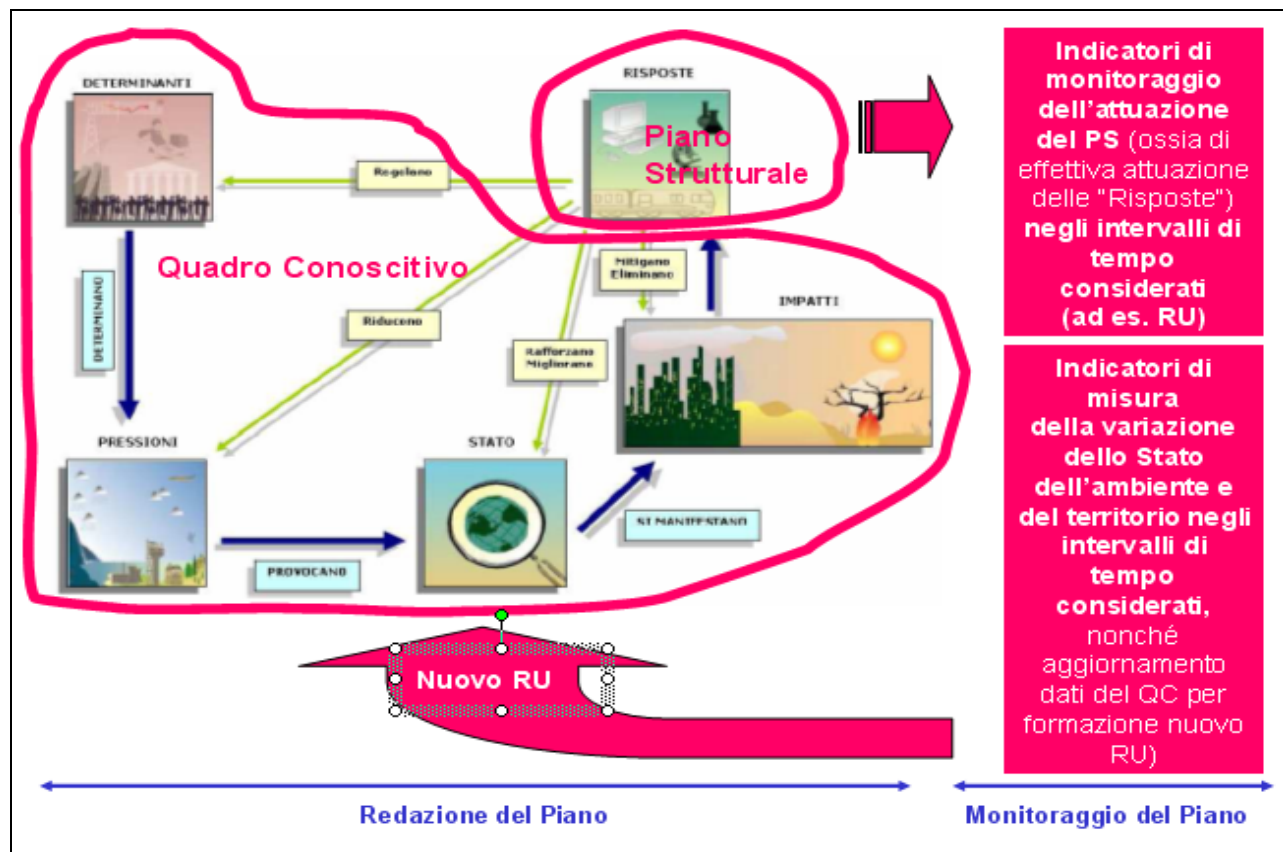 DETERMINANTI
RISPOSTE
Piano
Strutturale
Regolano
Quadro Conoscitivo
DETERMINANO
Mitigano
Eliminano
IMPATTI
Riducono
Rafforzano
Migliorano
PRESSIONI
STATO
SI MANIFESTANO
PROVOCANO
Nuovo RU
Redazione del Piano
Indicatori di
monitoraggio
dell'attuazione
del PS (ossia di
effettiva attuazione
delle "Risposte")
negli intervalli di
tempo
considerati
(ad es. RU)
Indicatori di
misura
della variazione
dello Stato
dell'ambiente e
del territorio negli
intervalli di
tempo
considerati,
nonché
aggiornamento
dati del QC per
formazione nuovo
RU)
Monitoraggio del Piano